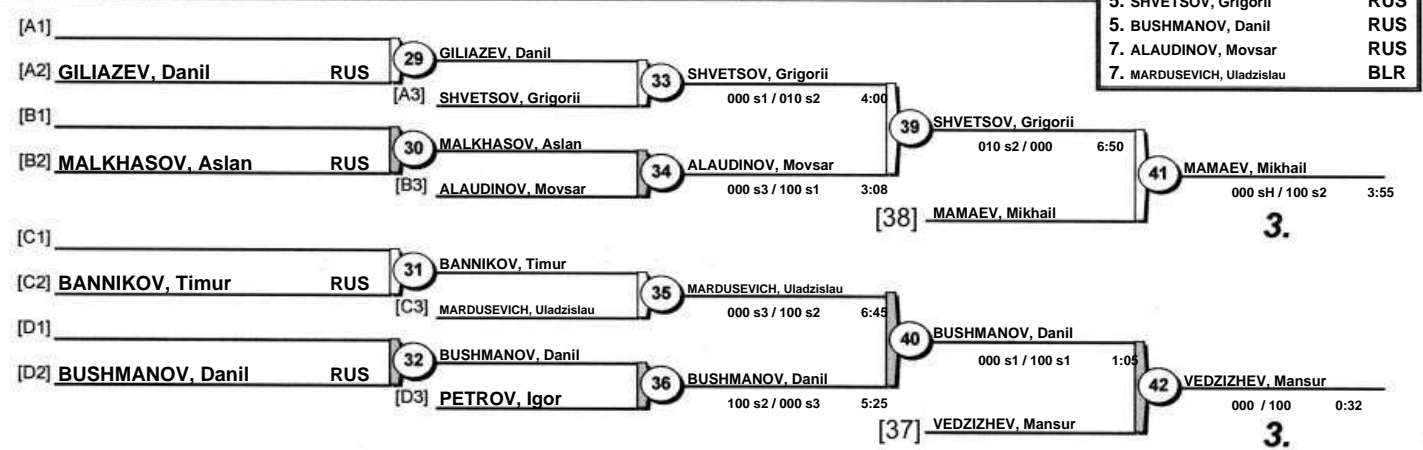 5. SHVETSOV, Grigorii RUS
5. BUSHMANOV, Danil RUS
7. ALAUDINOV, Movsar RUS
7. MARDUSEVICH, Uladzislau BLR
[A1]
[A2] GILIAZEV, Danil RUS
29
GILIAZEV, Danil
[A3] SHVETSOV, Grigorii
33
SHVETSOV, Grigorii
000 s1 / 010 s2 4:00
[B1]
[B2] MALKHASOV, Aslan RUS
30
MALKHASOV, Aslan
[B3] ALAUDINOV, Movsar
34
ALAUDINOV, Movsar
000 s3 / 100 s1 3:08
39
SHVETSOV, Grigorii
010 s2 / 000 6:50
[38] MAMAEV, Mikhail
41
MAMAEV, Mikhail
000 sH / 100 s2 3:55
3.
[C1]
[C2] BANNIKOV, Timur RUS
31
BANNIKOV, Timur
[C3] MARDUSEVICH, Uladzislau
35
MARDUSEVICH, Uladzislau
000 s3 / 100 s2 6:45
[D1]
[D2] BUSHMANOV, Danil RUS
32
BUSHMANOV, Danil
[D3] PETROV, Igor
36
BUSHMANOV, Danil
100 s2 / 000 s3 5:25
40
BUSHMANOV, Danil
000 s1 / 100 s1 1:05
[37] VEDZIZHEV, Mansur
42
VEDZIZHEV, Mansur
000 / 100 0:32
3.